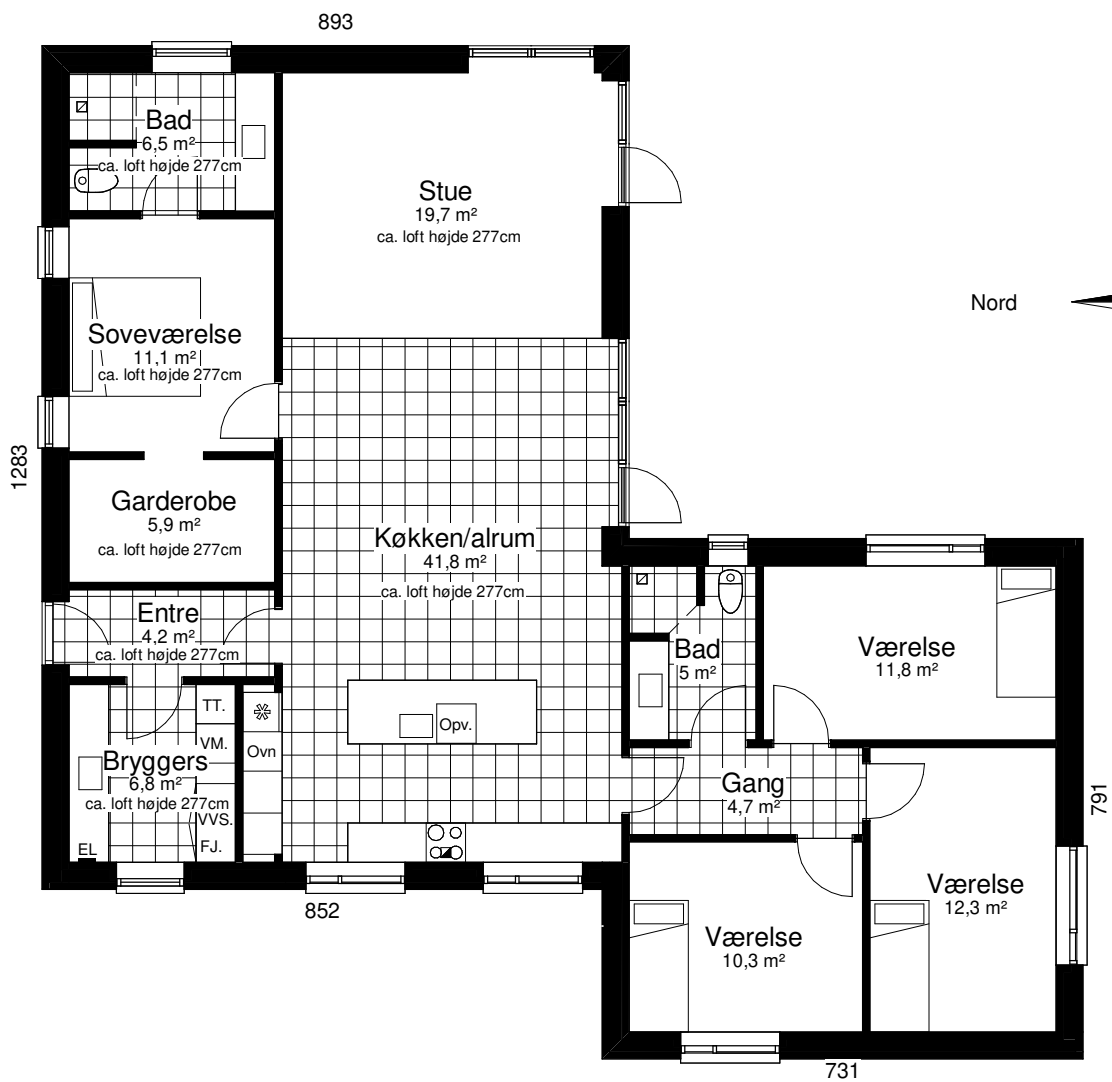 893
Bad
6,5 m²
ca. loft højde 277cm
Stue
19,7 m²
ca. loft højde 277cm
Nord
Soveværelse
11,1 m²
ca. loft højde 277cm
1283
Garderobe
5,9 m²
ca. loft højde 277cm
Køkken/alrum
41,8 m²
ca. loft højde 277cm
Entre
4,2 m²
ca. loft højde 277cm
Bad
5 m²
Værelse
11,8 m²
TT.
VM.
Ovn
Opv.
Bryggers
6,8 m²
ca. loft højde 277cm
VVS.
EL
FJ.
Gang
4,7 m²
791
852
Værelse
10,3 m²
Værelse
12,3 m²
731